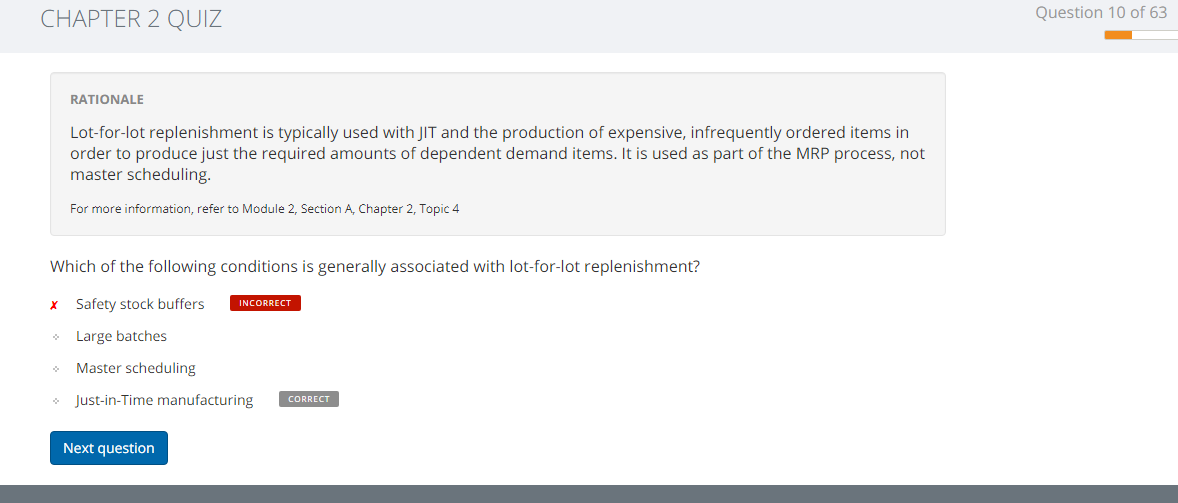 CHAPTER 2 QUIZ
Question 10 of 63
RATIONALE
Lot-for-lot replenishment is typically used with JIT and the production of expensive, infrequently ordered items in
order to produce just the required amounts of dependent demand items. It is used as part of the MRP process, not
master scheduling.
For more information, refer to Module 2, Section A, Chapter 2, Topic 4
Which of the following conditions is generally associated with lot-for-lot replenishment?
✗ Safety stock buffers INCORRECT
Large batches
Master scheduling
Just-in-Time manufacturing CORRECT
Next question